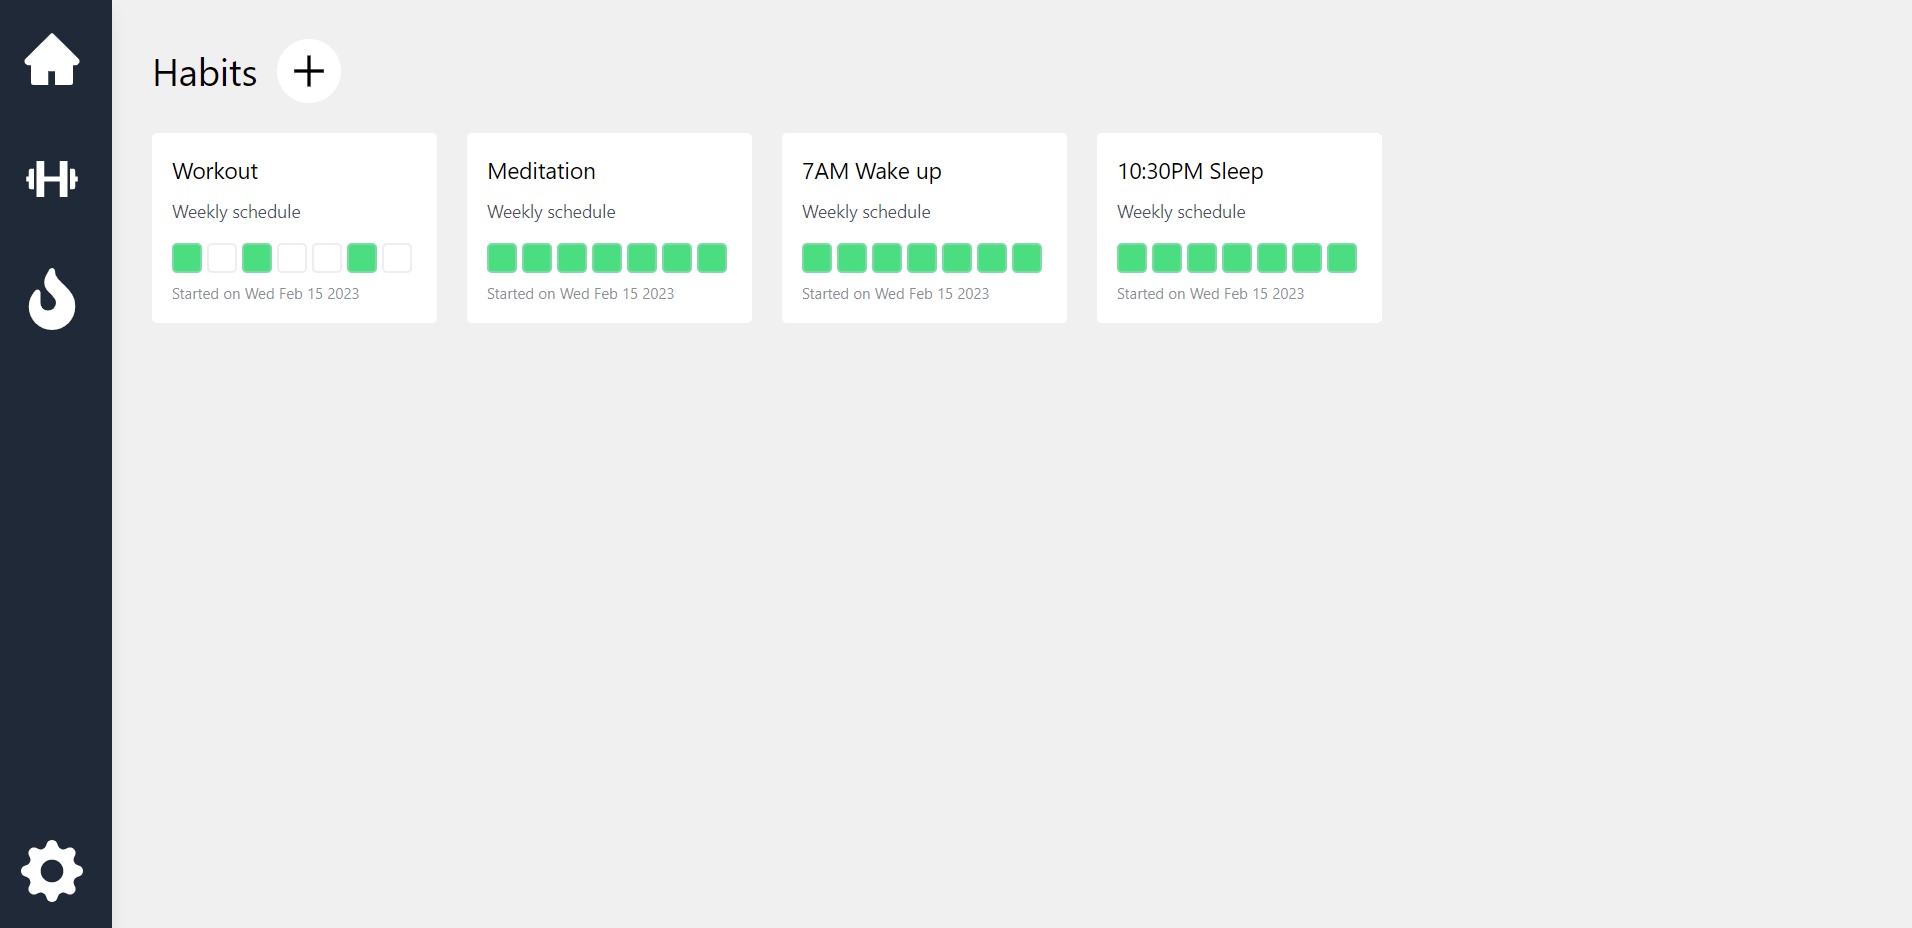 Habits
Workout
Weekly schedule
Started on Wed Feb 15 2023
Meditation
Weekly schedule
Started on Wed Feb 15 2023
7AM Wake up
Weekly schedule
Started on Wed Feb 15 2023
10:30PM Sleep
Weekly schedule
Started on Wed Feb 15 2023